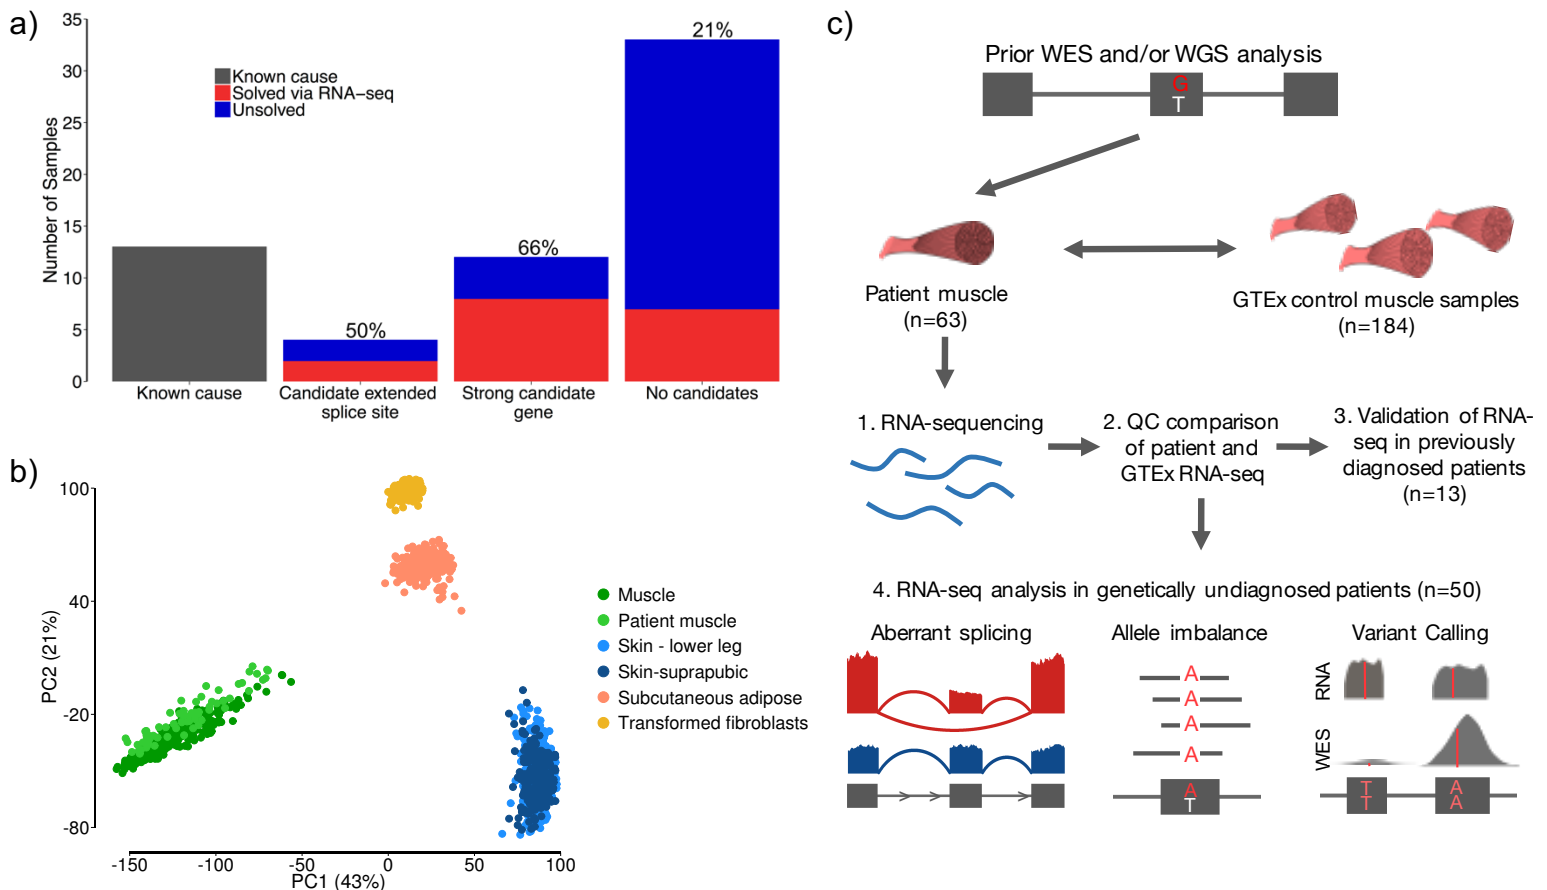 a)
35
30
25
20
15
10
5
0
Number of Samples
Known cause
Solved via RNA−seq
Unsolved
50%
66%
21%
Known cause
Candidate extended
splice site
Strong candidate
gene
No candidates
b)
100
40
-20
-80
PC2 (21%)
-150
-100
-50
0
50
100
PC1 (43%)
Muscle
Patient muscle
Skin - lower leg
Skin-suprapubic
Subcutaneous adipose
Transformed fibroblasts
c)
Prior WES and/or WGS analysis
G
T
Patient muscle
(n=63)
GTEx control muscle samples
(n=184)
1. RNA-sequencing
2. QC comparison
of patient and
GTEx RNA-seq
3. Validation of RNA-
seq in previously
diagnosed patients
(n=13)
4. RNA-seq analysis in genetically undiagnosed patients (n=50)
Aberrant splicing
Allele imbalance
A
A
A
A
A
T
Variant Calling
RNA
WES
T
T
A
A